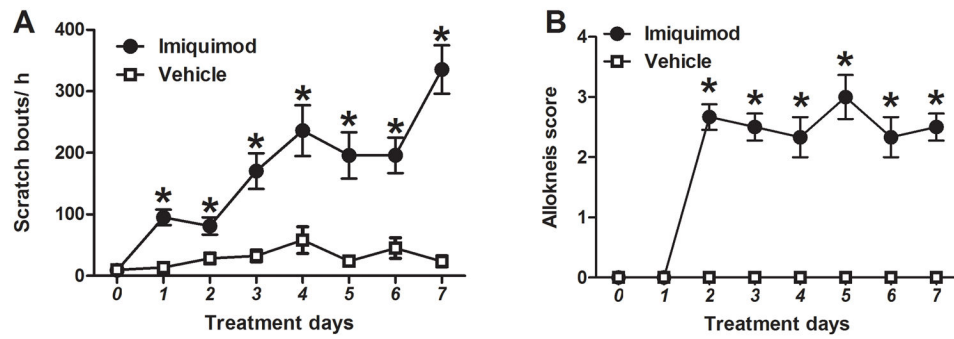 A
Scratch bouts/ h
400
300
200
100
0
Imiquimod
Vehicle
* * * * * * *
0 1 2 3 4 5 6 7
Treatment days
B
Allokneis score
4
3
2
1
0
Imiquimod
Vehicle
* * * * * *
0 1 2 3 4 5 6 7
Treatment days